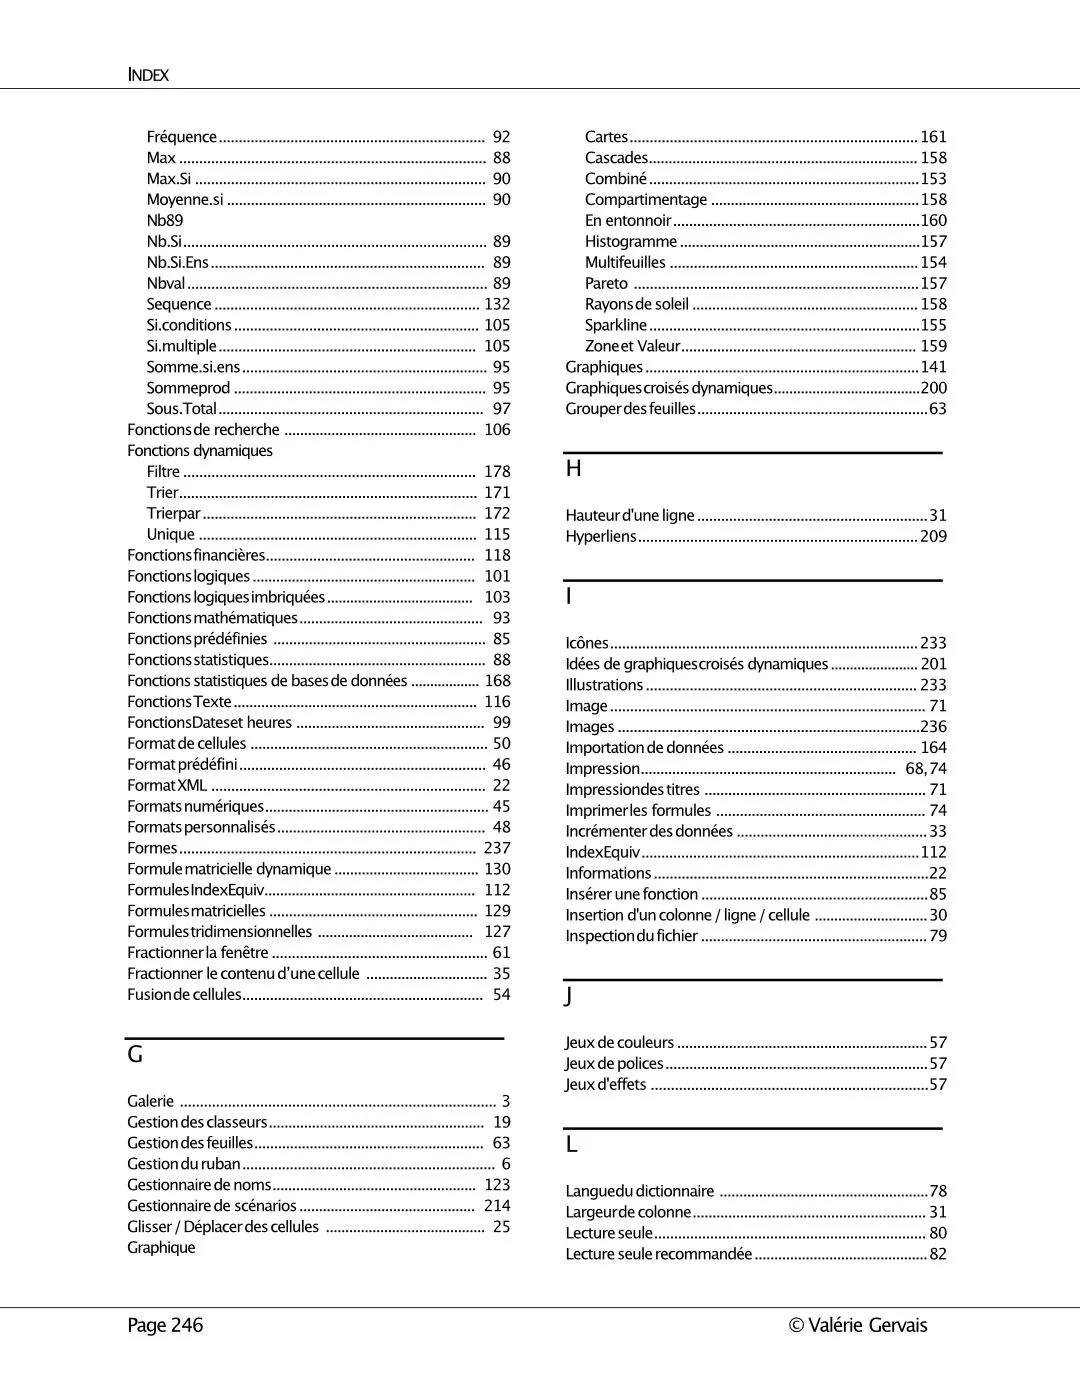 INDEX
Fréquence ................ 92
Max ................ 88
Max.Si ................ 90
Moyenne.si ................ 90
Nb89
Nb.Si ................ 89
Nb.Si.Ens ................ 89
Nbval ................ 89
Sequence ................ 132
Si.conditions ................ 105
Si.multiple ................ 105
Somme.si.ens ................ 95
Sommeprod ................ 95
Sous.Total ................ 97
Fonctions de recherche ................ 106
Fonctions dynamiques
Filtre ................ 178
Trier ................ 171
Trierpar ................ 172
Unique ................ 115
Fonctions financières ................ 118
Fonctions logiques ................ 101
Fonctions logiques imbriquées ................ 103
Fonctions mathématiques ................ 93
Fonctions prédéfinies ................ 85
Fonctions statistiques ................ 88
Fonctions statistiques de bases de données ................ 168
Fonctions Texte ................ 116
FonctionsDateset heures ................ 99
Format de cellules ................ 50
Format prédéfini ................ 46
Format XML ................ 22
Formats numériques ................ 45
Formats personnalisés ................ 48
Formes ................ 237
Formule matricielle dynamique ................ 130
Formules IndexEquiv ................ 112
Formules matricielles ................ 129
Formules tridimensionnelles ................ 127
Fractionner la fenêtre ................ 61
Fractionner le contenu d’une cellule ................ 35
Fusion de cellules ................ 54
G
Galerie ................ 3
Gestion des classeurs ................ 19
Gestion des feuilles ................ 63
Gestion du ruban ................ 6
Gestionnaire de noms ................ 123
Gestionnaire de scénarios ................ 214
Glisser / Déplacer des cellules ................ 25
Graphique
Cartes ................ 161
Cascades ................ 158
Combiné ................ 153
Compartimentage ................ 158
En entonnoir ................ 160
Histogramme ................ 157
Multifeuilles ................ 154
Pareto ................ 157
Rayons de soleil ................ 158
Sparkline ................ 155
Zone et Valeur ................ 159
Graphiques ................ 141
Graphiques croisés dynamiques ................ 200
Grouper des feuilles ................ 63
H
Hauteur d'une ligne ................ 31
Hyperliens ................ 209
I
Icônes ................ 233
Idées de graphiques croisés dynamiques ................ 201
Illustrations ................ 233
Image ................ 71
Images ................ 236
Importation de données ................ 164
Impression ................ 68, 74
Impression des titres ................ 71
Imprimer les formules ................ 74
Incrémenter des données ................ 33
IndexEquiv ................ 112
Informations ................ 22
Insérer une fonction ................ 85
Insertion d'un colonne / ligne / cellule ................ 30
Inspection du fichier ................ 79
J
Jeux de couleurs ................ 57
Jeux de polices ................ 57
Jeux d'effets ................ 57
L
Langue du dictionnaire ................ 78
Largeur de colonne ................ 31
Lecture seule ................ 80
Lecture seule recommandée ................ 82
Page 246
© Valérie Gervais